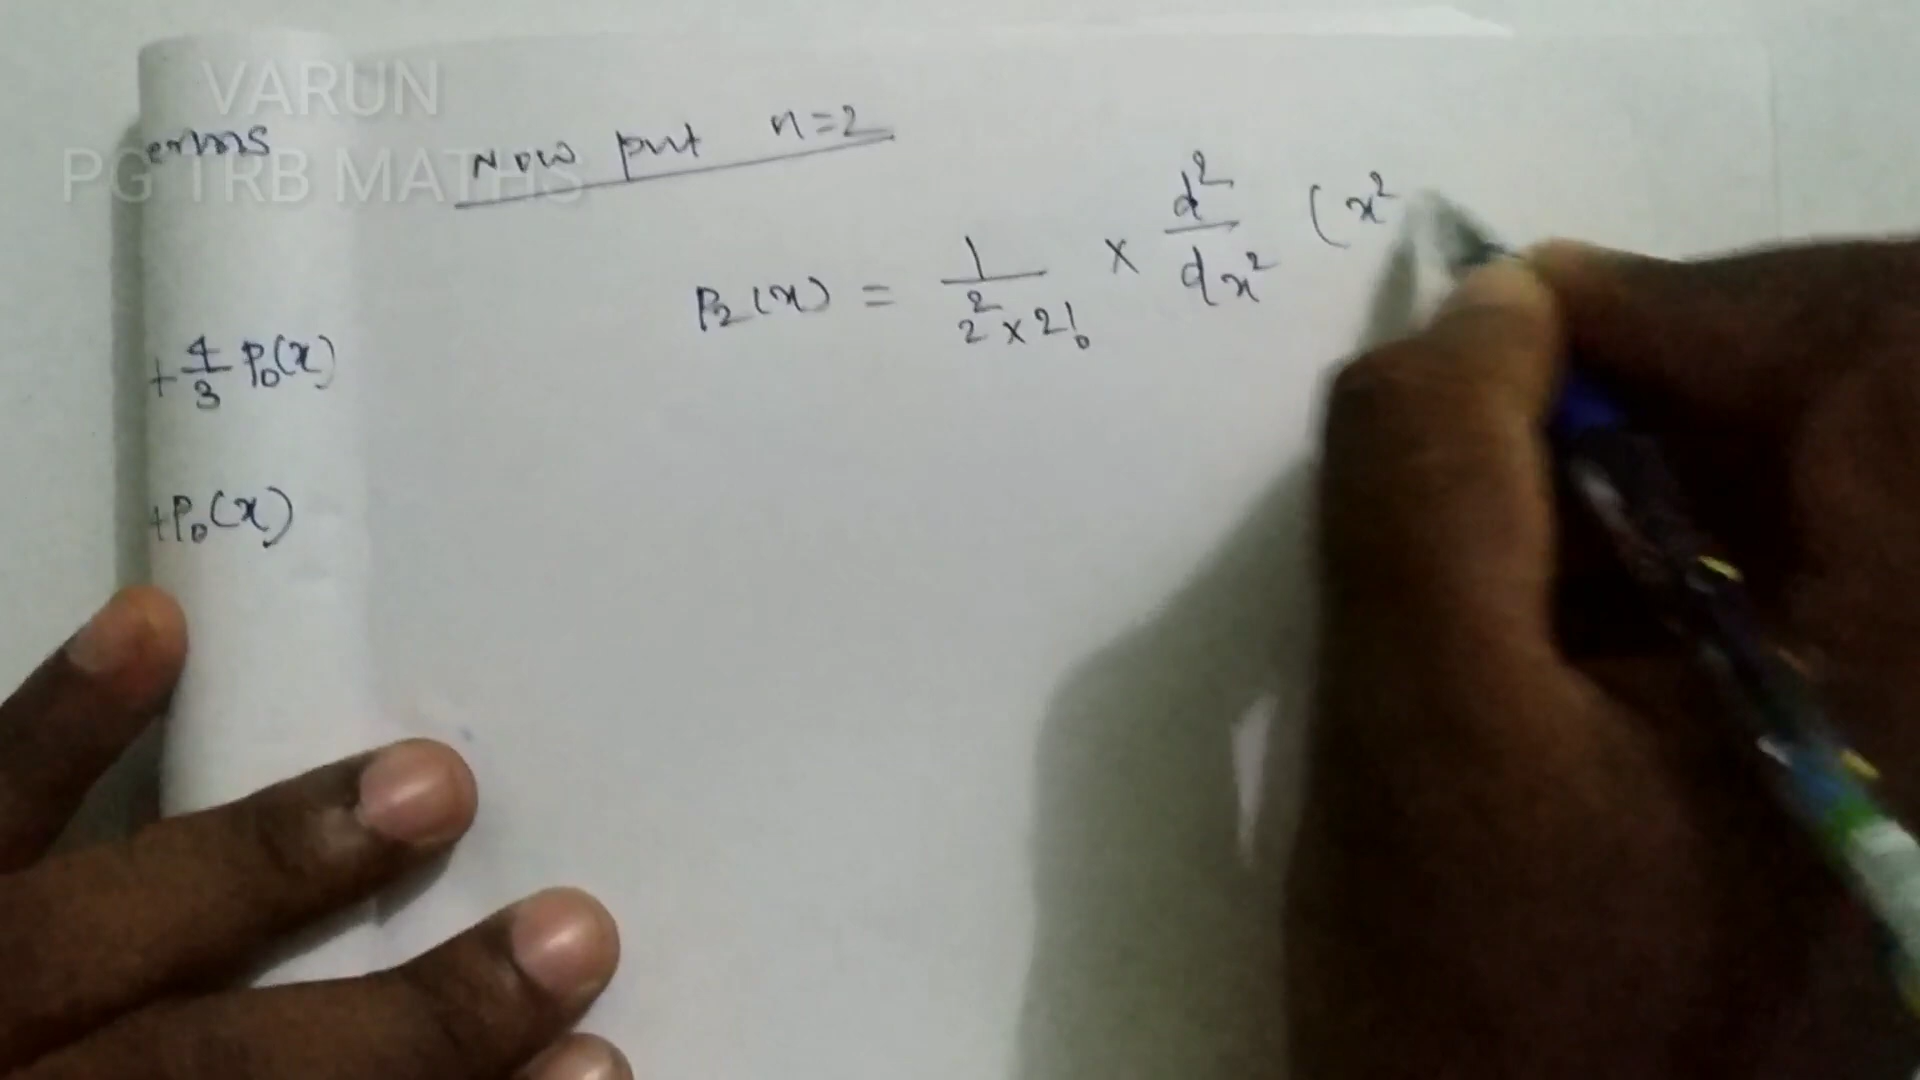 VARUN
PG TRB MATHS
erms
Now put n=2
P₂(x) = 1/(2² × 2!) × d²/dx² (x²
+ 4/3 P₀(x)
+P₀(x)